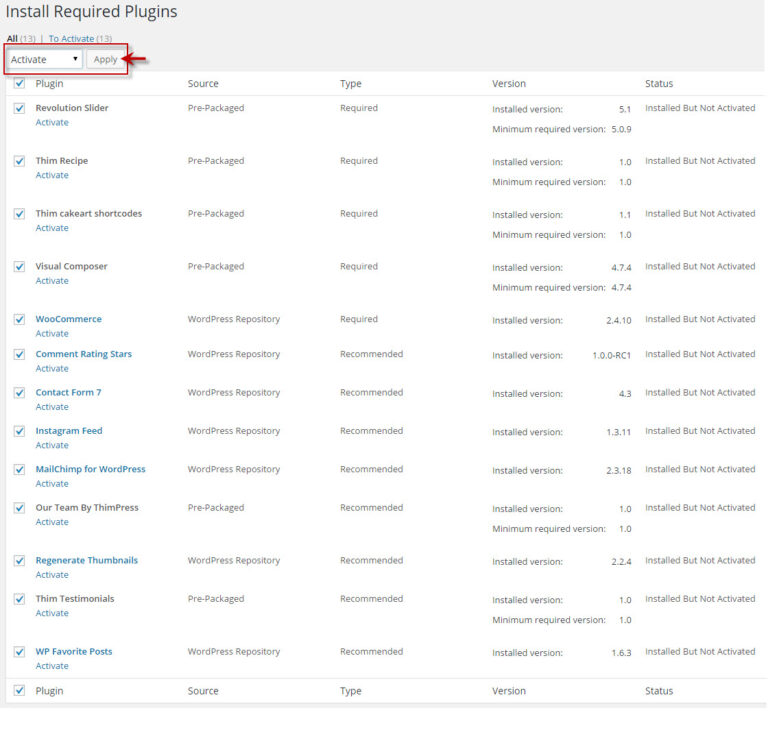 Install Required Plugins
All (13) | To Activate (13)
Activate Apply
Plugin Source Type Version Status
Revolution Slider Pre-Packaged Required Installed version: 5.1 Installed But Not Activated
Activate
Minimum required version: 5.0.9
Thim Recipe Pre-Packaged Required Installed version: 1.0 Installed But Not Activated
Activate
Minimum required version: 1.0
Thim cakeart shortcodes Pre-Packaged Required Installed version: 1.1 Installed But Not Activated
Activate
Minimum required version: 1.0
Visual Composer Pre-Packaged Required Installed version: 4.7.4 Installed But Not Activated
Activate
Minimum required version: 4.7.4
WooCommerce WordPress Repository Required Installed version: 2.4.10 Installed But Not Activated
Activate
Comment Rating Stars WordPress Repository Recommended Installed version: 1.0.0-RC1 Installed But Not Activated
Activate
Contact Form 7 WordPress Repository Recommended Installed version: 4.3 Installed But Not Activated
Activate
Instagram Feed WordPress Repository Recommended Installed version: 1.3.11 Installed But Not Activated
Activate
MailChimp for WordPress WordPress Repository Recommended Installed version: 2.3.18 Installed But Not Activated
Activate
Our Team By ThimPress Pre-Packaged Recommended Installed version: 1.0 Installed But Not Activated
Activate
Minimum required version: 1.0
Regenerate Thumbnails WordPress Repository Recommended Installed version: 2.2.4 Installed But Not Activated
Activate
Thim Testimonials Pre-Packaged Recommended Installed version: 1.0 Installed But Not Activated
Activate
Minimum required version: 1.0
WP Favorite Posts WordPress Repository Recommended Installed version: 1.6.3 Installed But Not Activated
Activate
Plugin Source Type Version Status